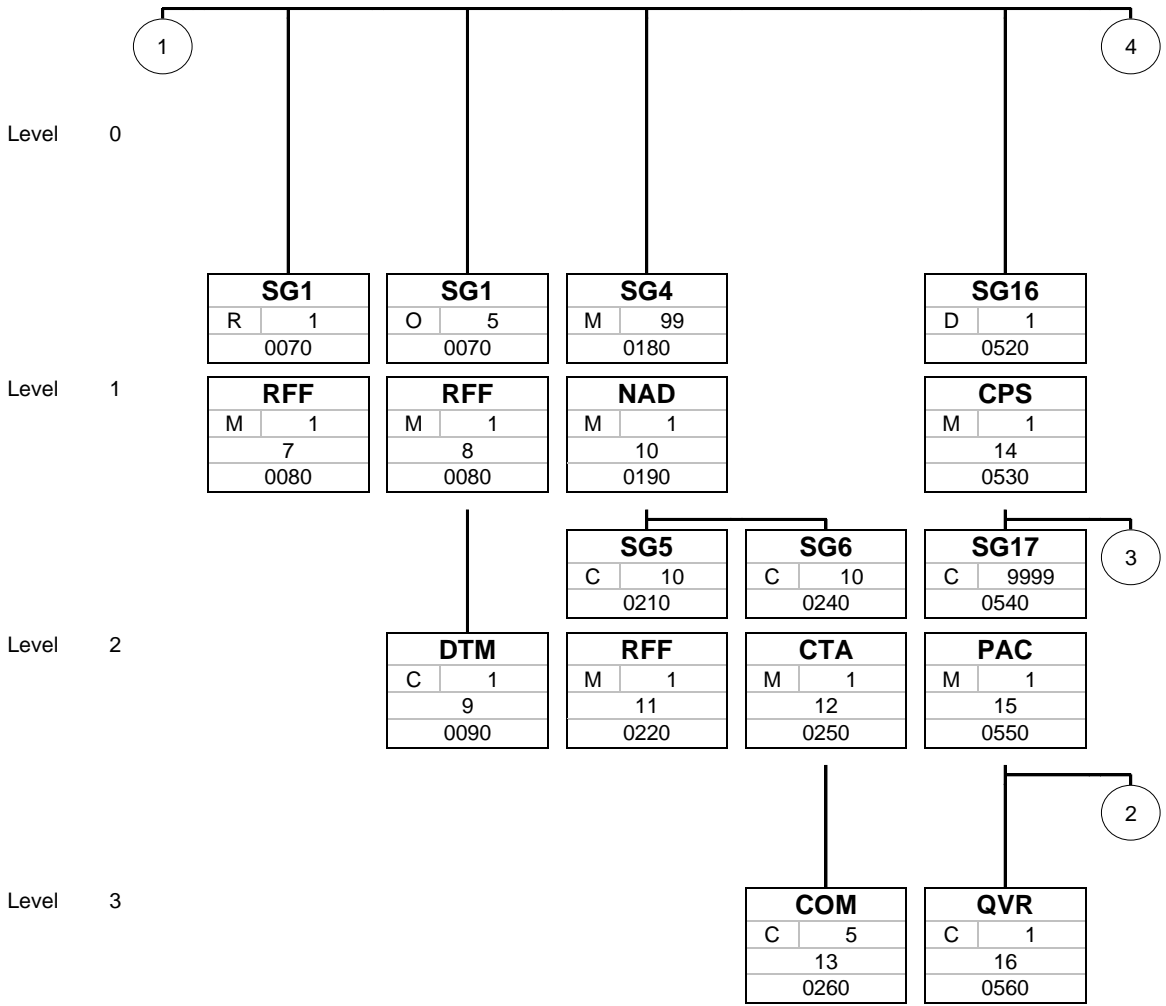 1 4
Level 0
SG1 SG1 SG4 SG16
R 1 O 5 M 99 D 1
0070 0070 0180 0520
Level 1
RFF RFF NAD CPS
M 1 M 1 M 1 M 1
7 8 10 14
0080 0080 0190 0530
SG5 SG6 SG17 3
C 10 C 10 C 9999
0210 0240 0540
Level 2
DTM RFF CTA PAC
C 1 M 1 M 1 M 1
9 11 12 15
0090 0220 0250 0550
2
Level 3
COM QVR
C 5 C 1
13 16
0260 0560